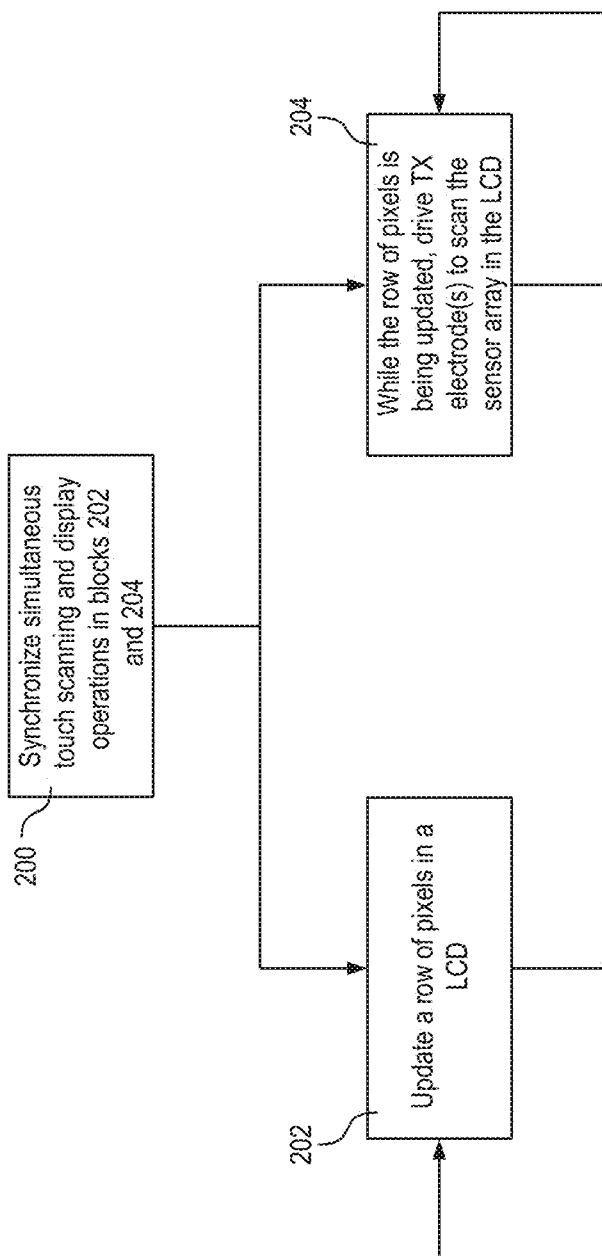 200
Synchronize simultaneous
touch scanning and display
operations in blocks 202
and 204
202
Update a row of pixels in a
LCD
204
While the row of pixels is
being updated, drive TX
electrode(s) to scan the
sensor array in the LCD